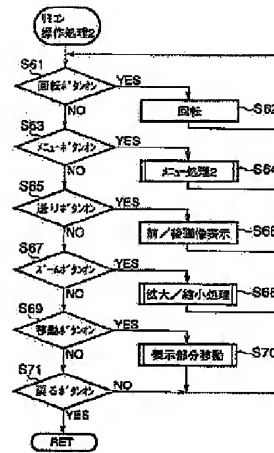 リモコン
操作処理2
S61
回転ボタンオン
YES
回転
S62
NO
S63
メニューボタンオン
YES
メニュー処理2
S64
NO
S65
送りボタンオン
YES
前/後画像表示
S66
NO
S67
ズームボタンオン
YES
拡大/縮小処理
S68
NO
S69
移動ボタンオン
YES
表示部分移動
S70
NO
S71
戻るボタンオン
NO
YES
RET